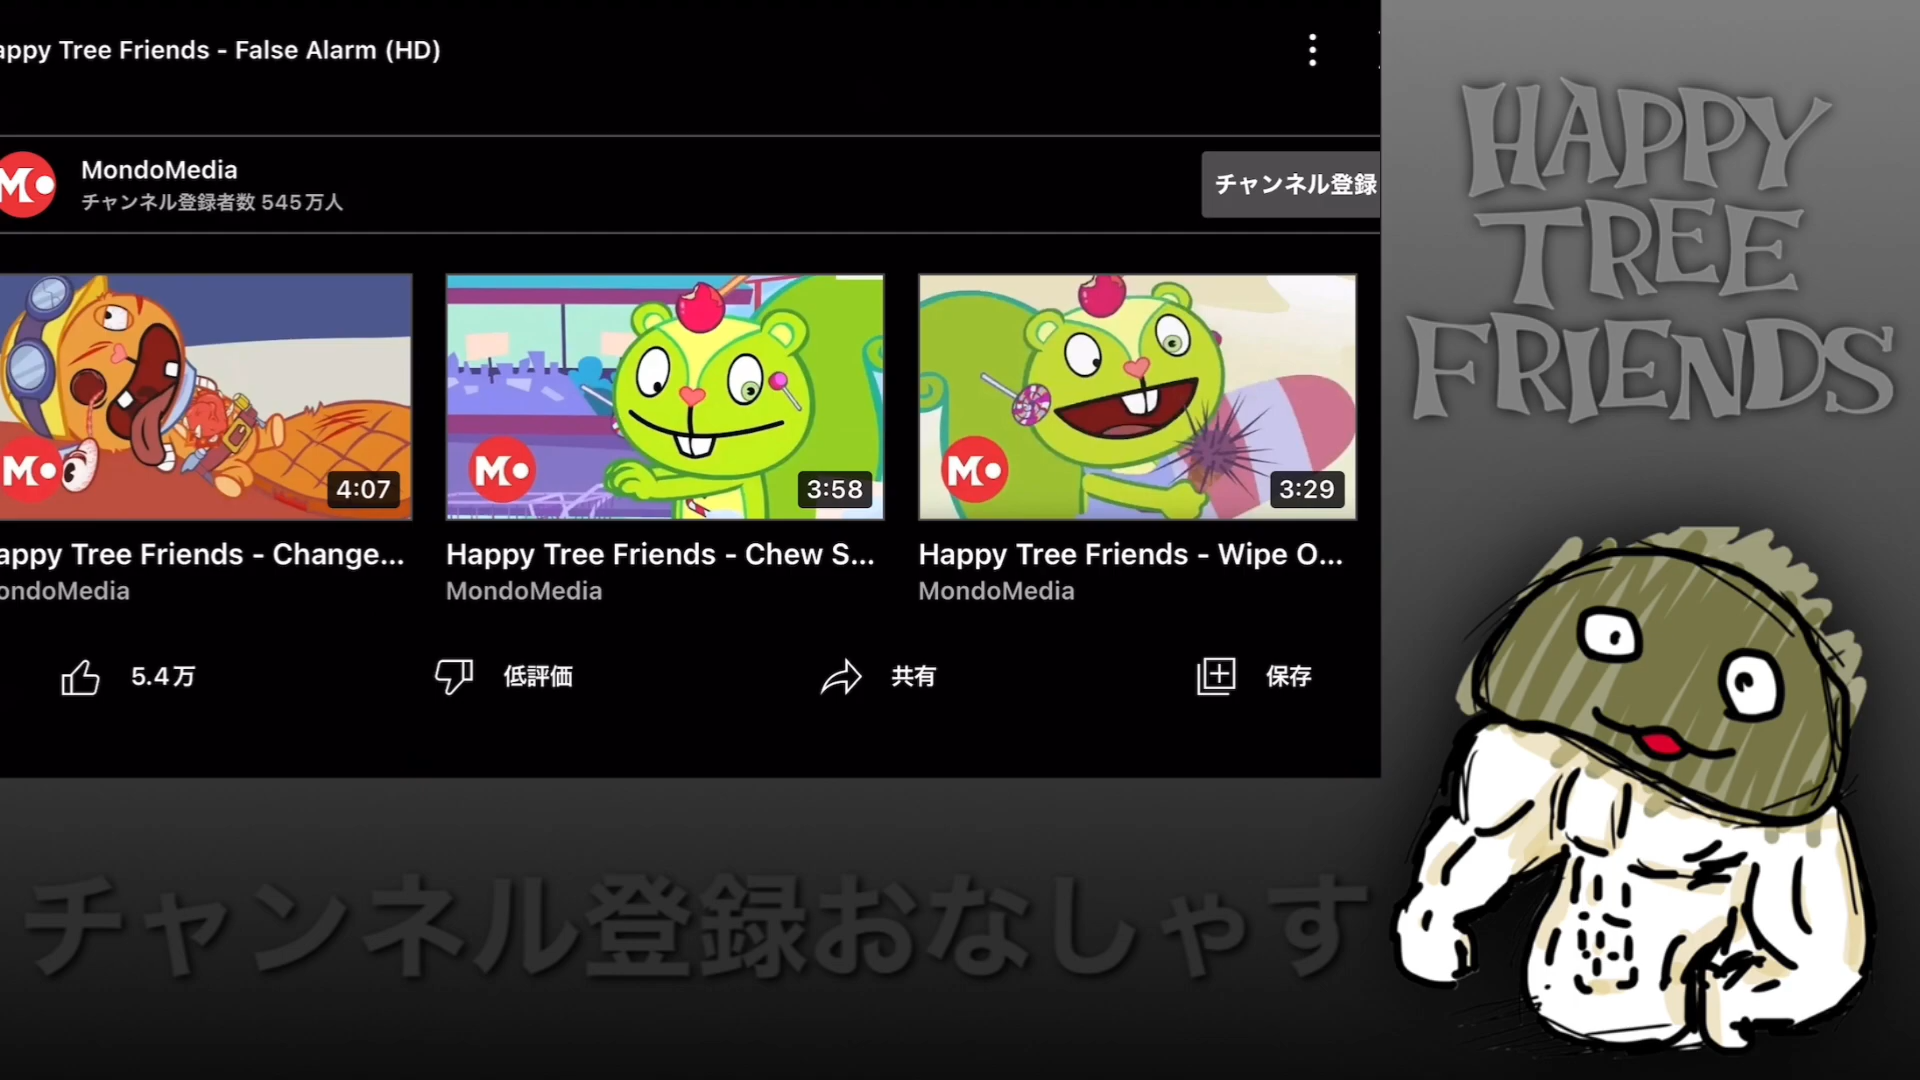 appy Tree Friends - False Alarm (HD)
MondoMedia
チャンネル登録者数 545万人
チャンネル登録
4:07
3:58
3:29
appy Tree Friends - Change...
Happy Tree Friends - Chew S...
Happy Tree Friends - Wipe O...
ondoMedia
MondoMedia
MondoMedia
5.4万
低評価
共有
保存
HAPPY
TREE
FRIENDS
チャンネル登録おなしゃす